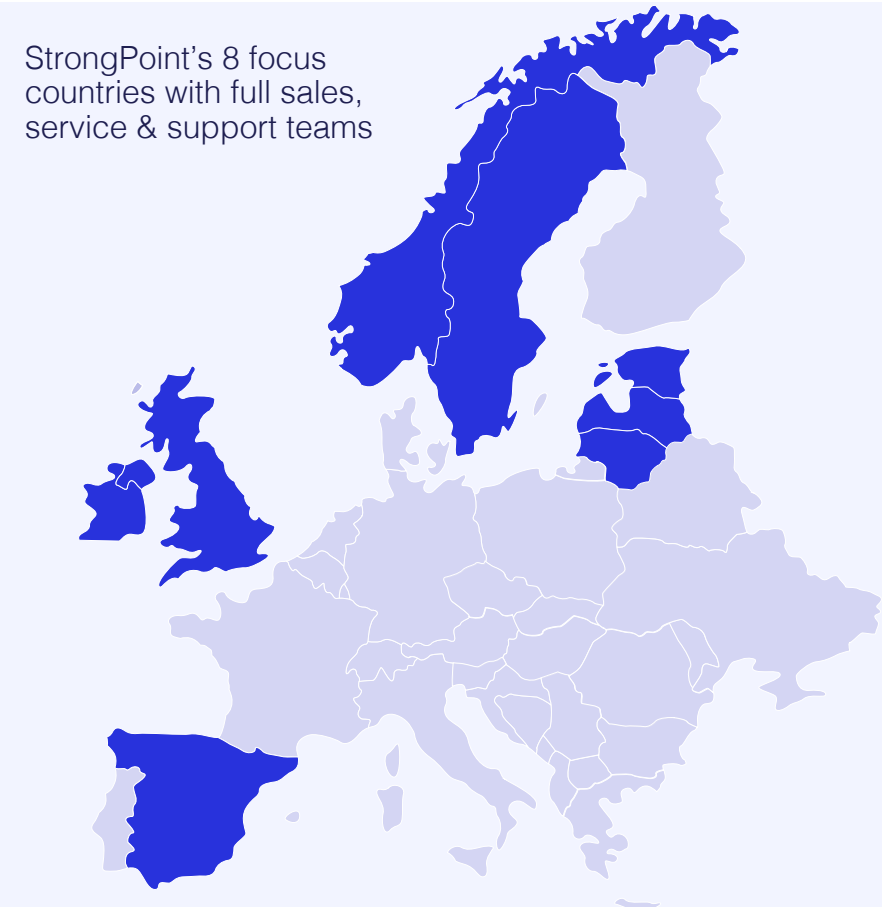 StrongPoint’s 8 focus
countries with full sales,
service & support teams